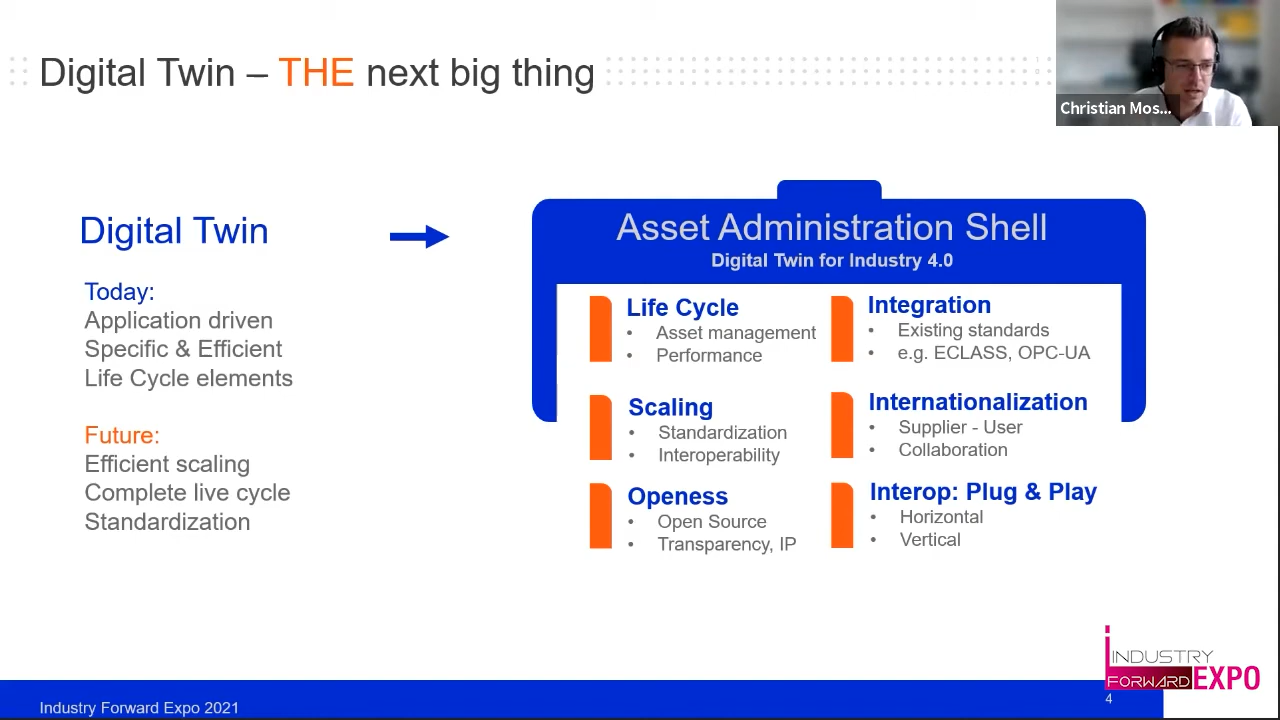 Digital Twin – THE next big thing
Christian Mos...
Digital Twin
Today:
Application driven
Specific & Efficient
Life Cycle elements
Future:
Efficient scaling
Complete live cycle
Standardization
Asset Administration Shell
Digital Twin for Industry 4.0
Life Cycle
• Asset management
• Performance
Integration
• Existing standards
• e.g. ECLASS, OPC-UA
Scaling
• Standardization
• Interoperability
Internationalization
• Supplier - User
• Collaboration
Openess
• Open Source
• Transparency, IP
Interop: Plug & Play
• Horizontal
• Vertical
INDUSTRY
FORWARD EXPO
4
Industry Forward Expo 2021